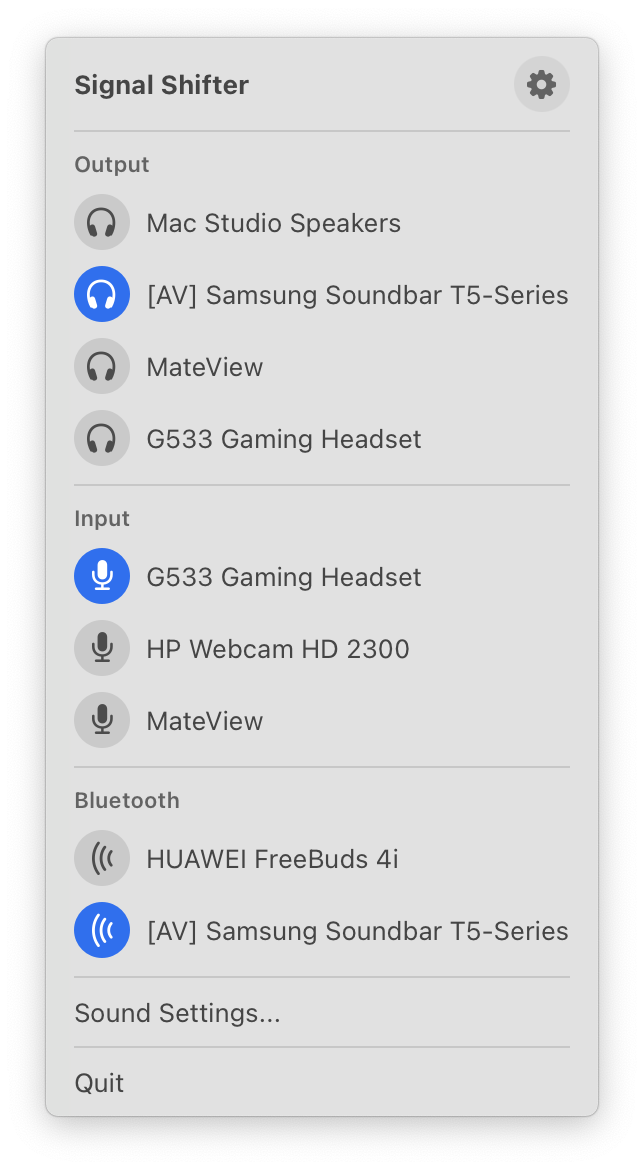 Signal Shifter
Output
Mac Studio Speakers
[AV] Samsung Soundbar T5-Series
MateView
G533 Gaming Headset
Input
G533 Gaming Headset
HP Webcam HD 2300
MateView
Bluetooth
HUAWEI FreeBuds 4i
[AV] Samsung Soundbar T5-Series
Sound Settings...
Quit